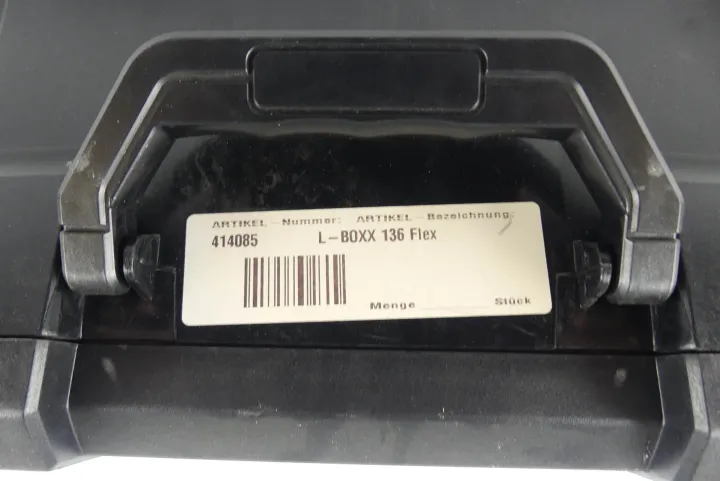 ARTIKEL-Nummer: ARTIKEL-Bezeichnung:
414085 L-BOXX 136 Flex
Menge Stück